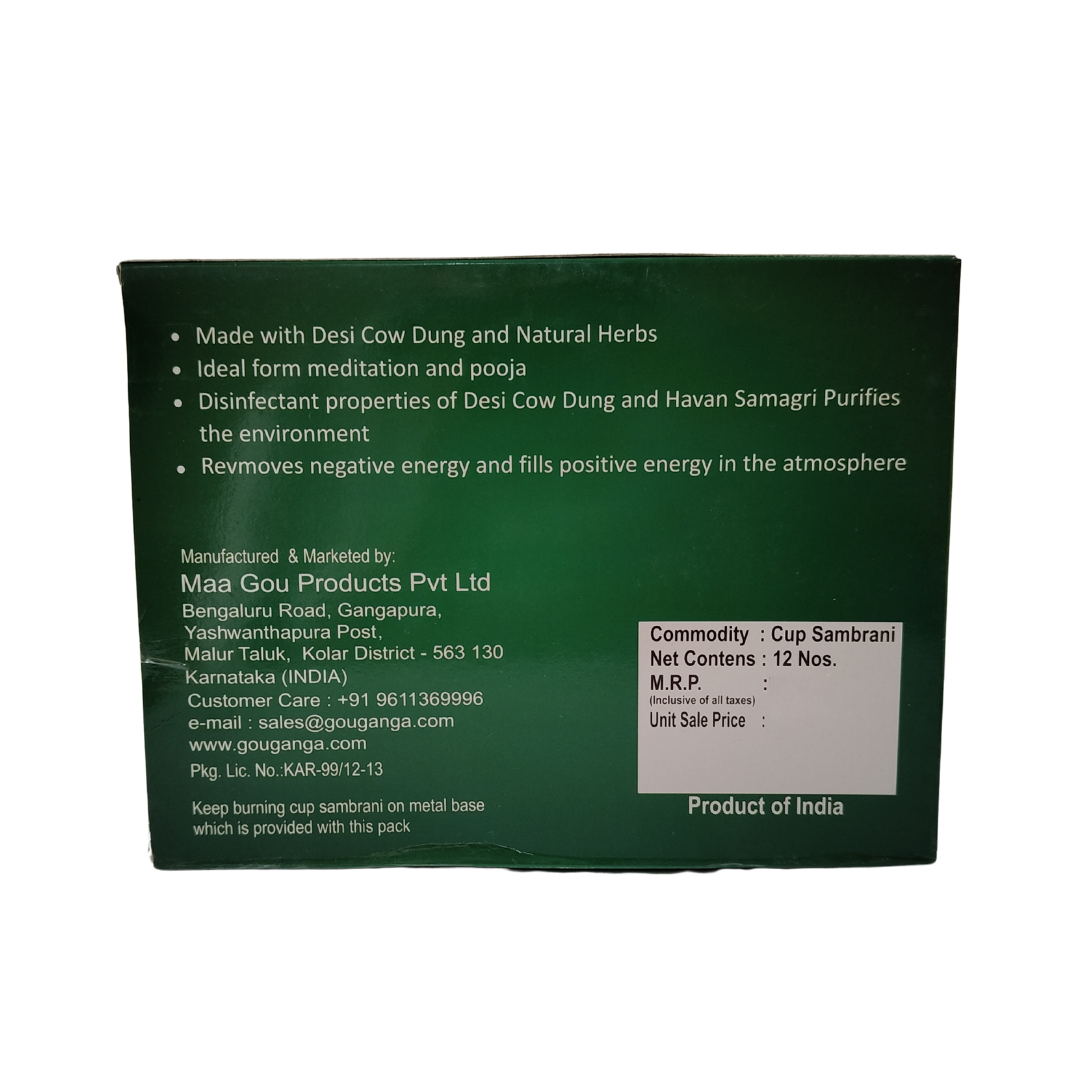 • Made with Desi Cow Dung and Natural Herbs
• Ideal form meditation and pooja
• Disinfectant properties of Desi Cow Dung and Havan Samagri Purifies
the environment
• Revmoves negative energy and fills positive energy in the atmosphere
Manufactured & Marketed by:
Maa Gou Products Pvt Ltd
Bengaluru Road, Gangapura,
Yashwanthapura Post,
Malur Taluk, Kolar District - 563 130
Karnataka (INDIA)
Customer Care : +91 9611369996
e-mail : sales@gouganga.com
www.gouganga.com
Pkg. Lic. No.:KAR-99/12-13
Keep burning cup sambrani on metal base
which is provided with this pack
Commodity : Cup Sambrani
Net Contens : 12 Nos.
M.R.P. :
(Inclusive of all taxes)
Unit Sale Price :
Product of India